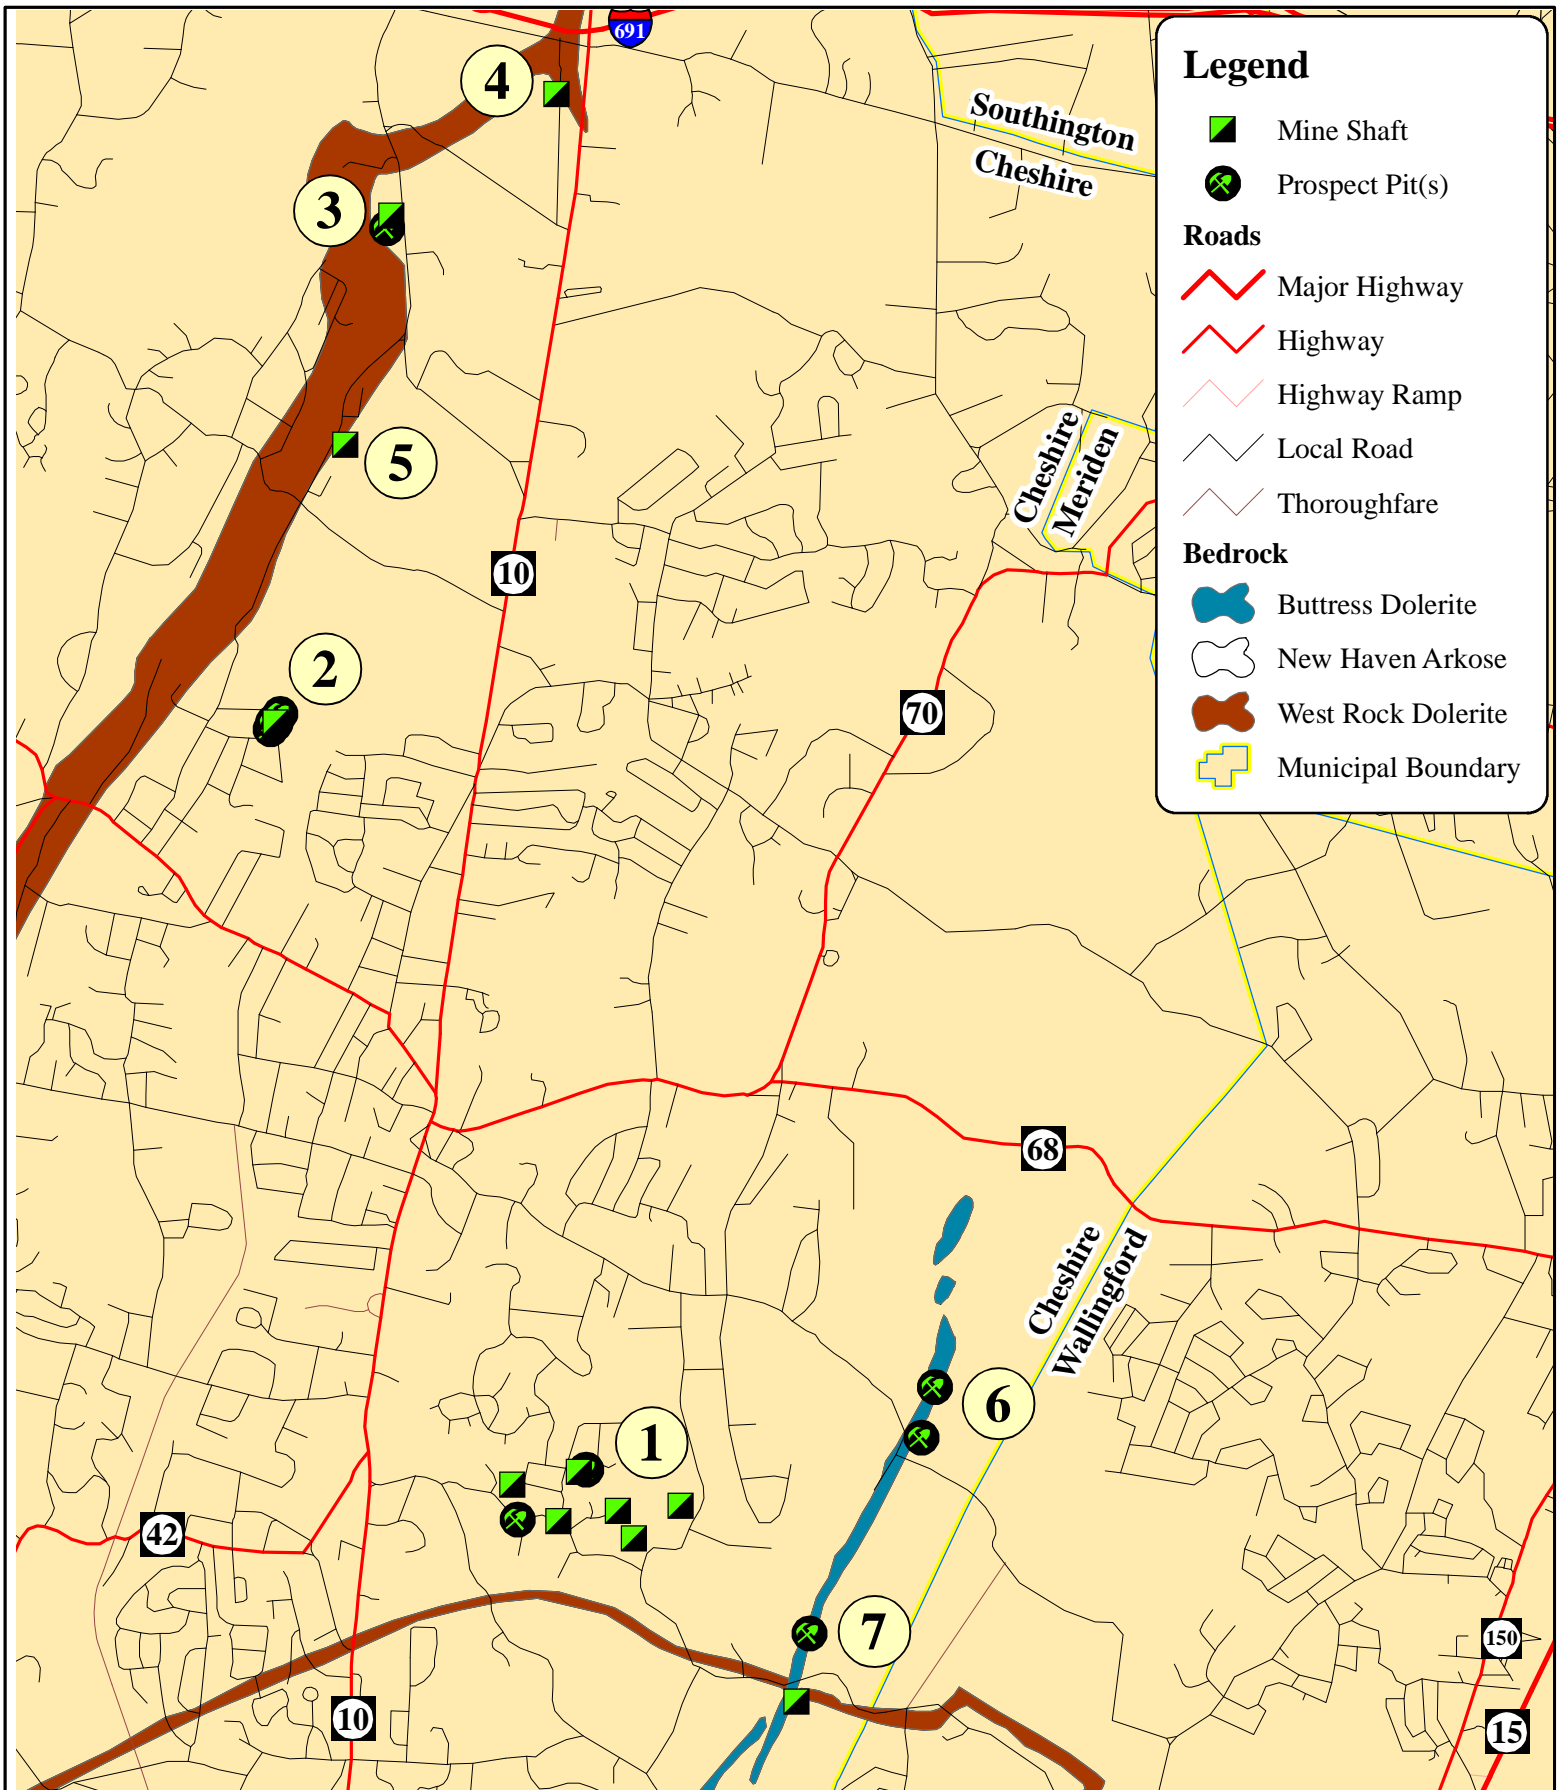 691
4
Southington
Cheshire
3
Cheshire
Meriden
5
10
2
70
68
Cheshire
Wallingford
6
1
42
7
150
10
15
Legend
Mine Shaft
Prospect Pit(s)
Roads
Major Highway
Highway
Highway Ramp
Local Road
Thoroughfare
Bedrock
Buttress Dolerite
New Haven Arkose
West Rock Dolerite
Municipal Boundary